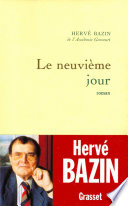 HERVÉ BAZIN
de l'Académie Goncourt
Le neuvième
jour
roman
Hervé
BAZIN
Grasset